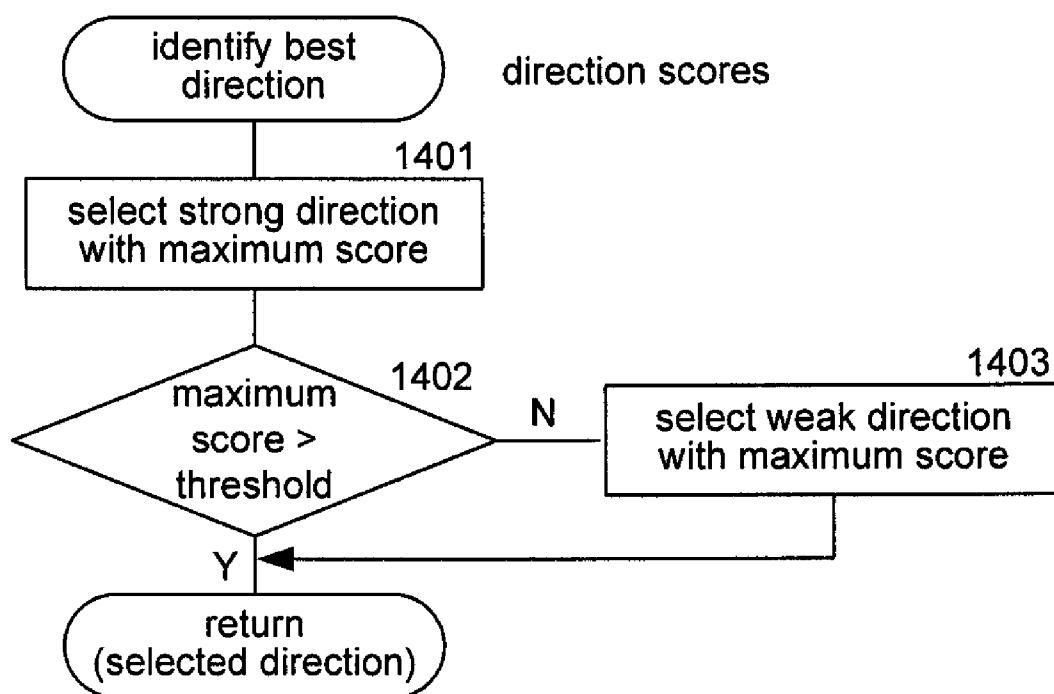 identify best
direction
direction scores
1401
select strong direction
with maximum score
1402
maximum
score >
threshold
N
1403
select weak direction
with maximum score
Y
return
(selected direction)